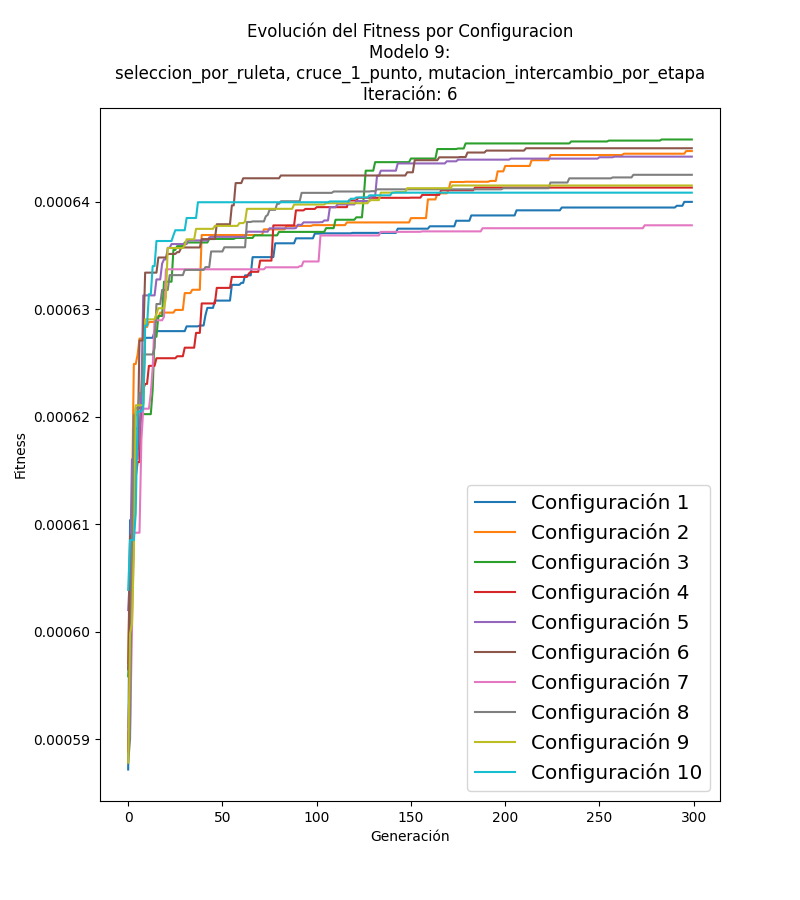 Evolución del Fitness por Configuracion
Modelo 9:
seleccion_por_ruleta, cruce_1_punto, mutacion_intercambio_por_etapa
Iteración: 6
Fitness
0.00064
0.00063
0.00062
0.00061
0.00060
0.00059
Configuración 1
Configuración 2
Configuración 3
Configuración 4
Configuración 5
Configuración 6
Configuración 7
Configuración 8
Configuración 9
Configuración 10
0 50 100 150 200 250 300
Generación